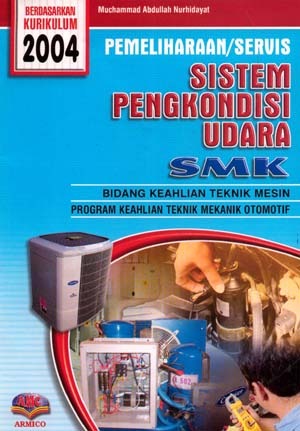 BERDASARKAN
KURIKULUM
2004
Muchammad Abdullah Nurhidayat
PEMELIHARAAN/SERVIS
SISTEM
PENGKONDISI
UDARA
SMK
BIDANG KEAHLIAN TEKNIK MESIN
PROGRAM KEAHLIAN TEKNIK MEKANIK OTOMOTIF
ARMICO